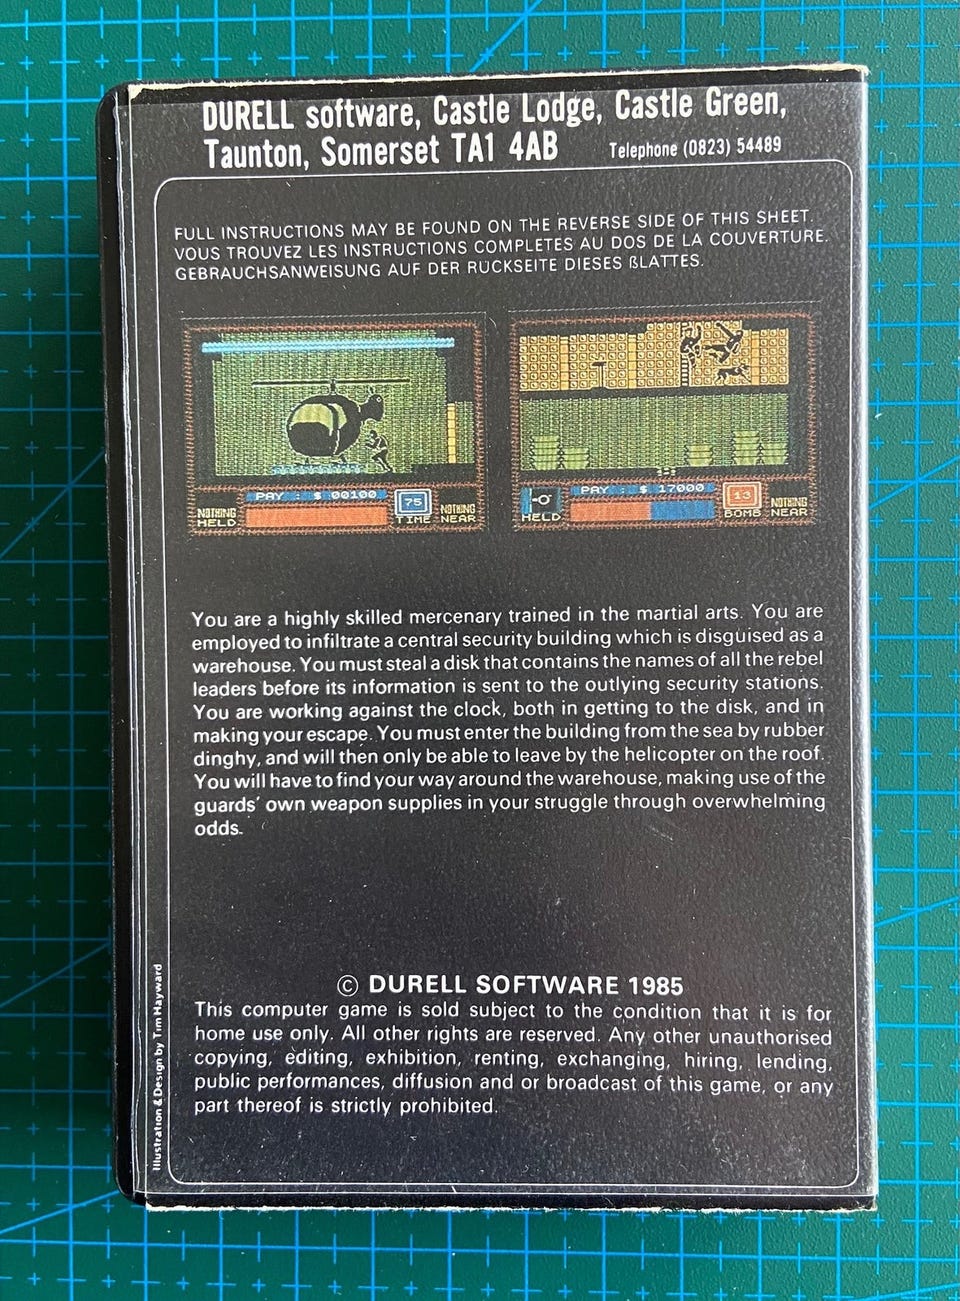 DURELL software, Castle Lodge, Castle Green,
Taunton, Somerset TA1 4AB Telephone (0823) 54489
FULL INSTRUCTIONS MAY BE FOUND ON THE REVERSE SIDE OF THIS SHEET.
VOUS TROUVEZ LES INSTRUCTIONS COMPLETES AU DOS DE LA COUVERTURE.
GEBRAUCHSANWEISUNG AUF DER RUCKSEITE DIESES ßLATTES.
PAY : $ 00100
NOTHING HELD
75
TIME
NOTHING NEAR
PAY : $ 17000
HELD
13
BOMB
NOTHING NEAR
You are a highly skilled mercenary trained in the martial arts. You are
employed to infiltrate a central security building which is disguised as a
warehouse. You must steal a disk that contains the names of all the rebel
leaders before its information is sent to the outlying security stations.
You are working against the clock, both in getting to the disk, and in
making your escape. You must enter the building from the sea by rubber
dinghy, and will then only be able to leave by the helicopter on the roof.
You will have to find your way around the warehouse, making use of the
guards' own weapon supplies in your struggle through overwhelming
odds.
© DURELL SOFTWARE 1985
This computer game is sold subject to the condition that it is for
home use only. All other rights are reserved. Any other unauthorised
copying, editing, exhibition, renting, exchanging, hiring, lending,
public performances, diffusion and or broadcast of this game, or any
part thereof is strictly prohibited.
Illustration & Design by Tim Hayward